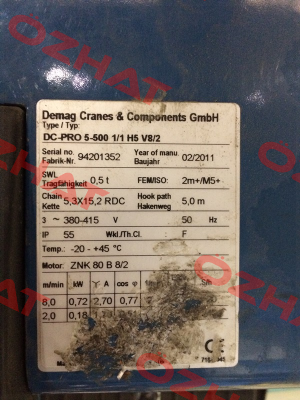 Demag Cranes & Components GmbH
Type / Typ:
DC-PRO 5-500 1/1 H5 V8/2
Serial no. Year of manu. 02/2011
Fabrik-Nr. 94201352 Baujahr
SWL 0,5 t FEM/ISO: 2m+/M5+
Tragfähigkeit
Chain 5,3X15,2 RDC Hook path 5,0 m
Kette Hakenweg
3 ~ 380-415 V 50 Hz
IP 55 Wkl./Th.Cl. F
Temp.: -20 - +45 °C
Motor: ZNK 80 B 8/2
m/min kW Y A cos φ
8,0 0,72 2,70 0,77
2,0 0,18
CE
OZHAT